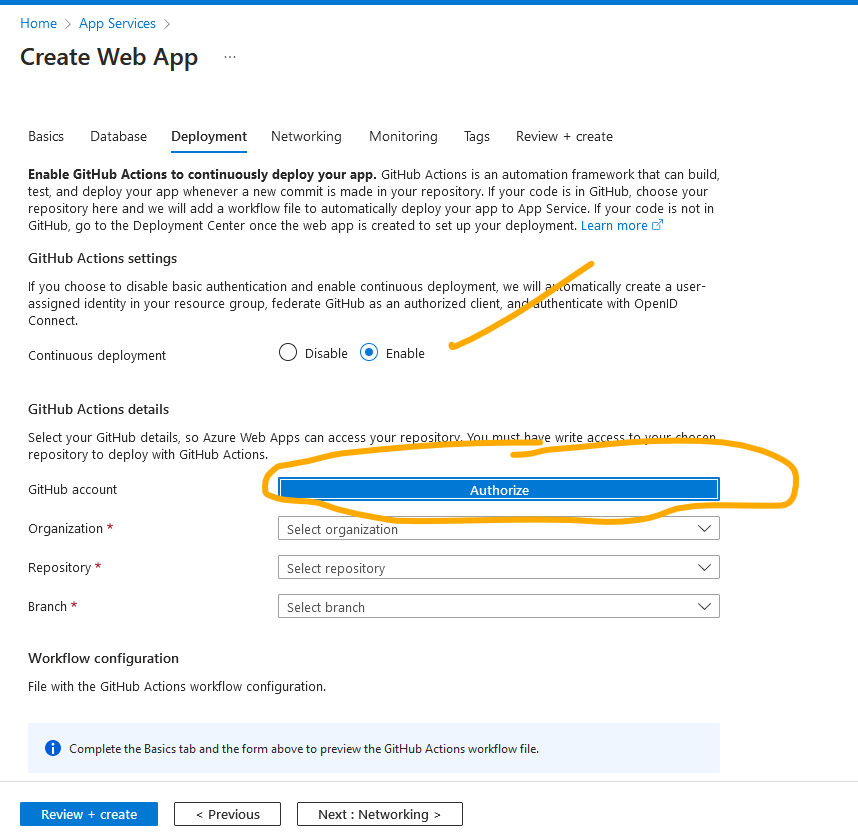 Home > App Services >
Create Web App ...
Basics Database Deployment Networking Monitoring Tags Review + create
Enable GitHub Actions to continuously deploy your app. GitHub Actions is an automation framework that can build,
test, and deploy your app whenever a new commit is made in your repository. If your code is in GitHub, choose your
repository here and we will add a workflow file to automatically deploy your app to App Service. If your code is not in
GitHub, go to the Deployment Center once the web app is created to set up your deployment. Learn more
GitHub Actions settings
If you choose to disable basic authentication and enable continuous deployment, we will automatically create a user-
assigned identity in your resource group, federate GitHub as an authorized client, and authenticate with OpenID
Connect.
Continuous deployment Disable Enable
GitHub Actions details
Select your GitHub details, so Azure Web Apps can access your repository. You must have write access to your chosen
repository to deploy with GitHub Actions.
GitHub account Authorize
Organization * Select organization
Repository * Select repository
Branch * Select branch
Workflow configuration
File with the GitHub Actions workflow configuration.
Complete the Basics tab and the form above to preview the GitHub Actions workflow file.
Review + create < Previous Next : Networking >